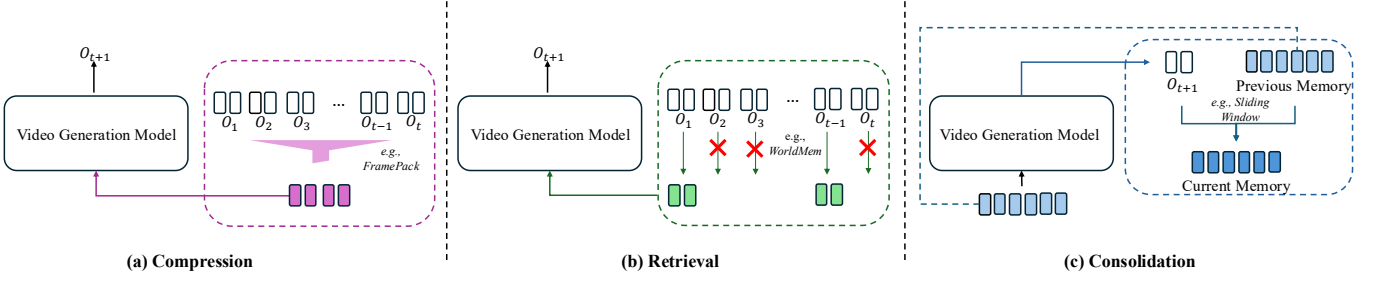 O_{t+1}
Video Generation Model
O_1 O_2 O_3 ... O_{t-1} O_t
e.g.,
FramePack
(a) Compression
O_{t+1}
Video Generation Model
O_1 O_2 O_3 ... O_{t-1} O_t
e.g.,
WorldMem
(b) Retrieval
Video Generation Model
O_{t+1}
Previous Memory
e.g., Sliding
Window
Current Memory
(c) Consolidation